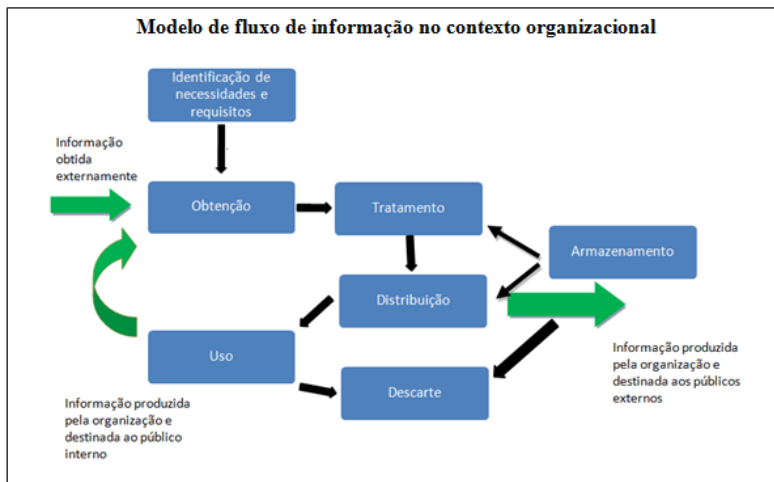 Modelo de fluxo de informação no contexto organizacional
Identificação de
necessidades e
requisitos
Informação
obtida
externamente
Obtenção
Tratamento
Armazenamento
Distribuição
Uso
Descarte
Informação produzida
pela organização e
destinada aos públicos
externos
Informação produzida
pela organização e
destinada ao público
interno